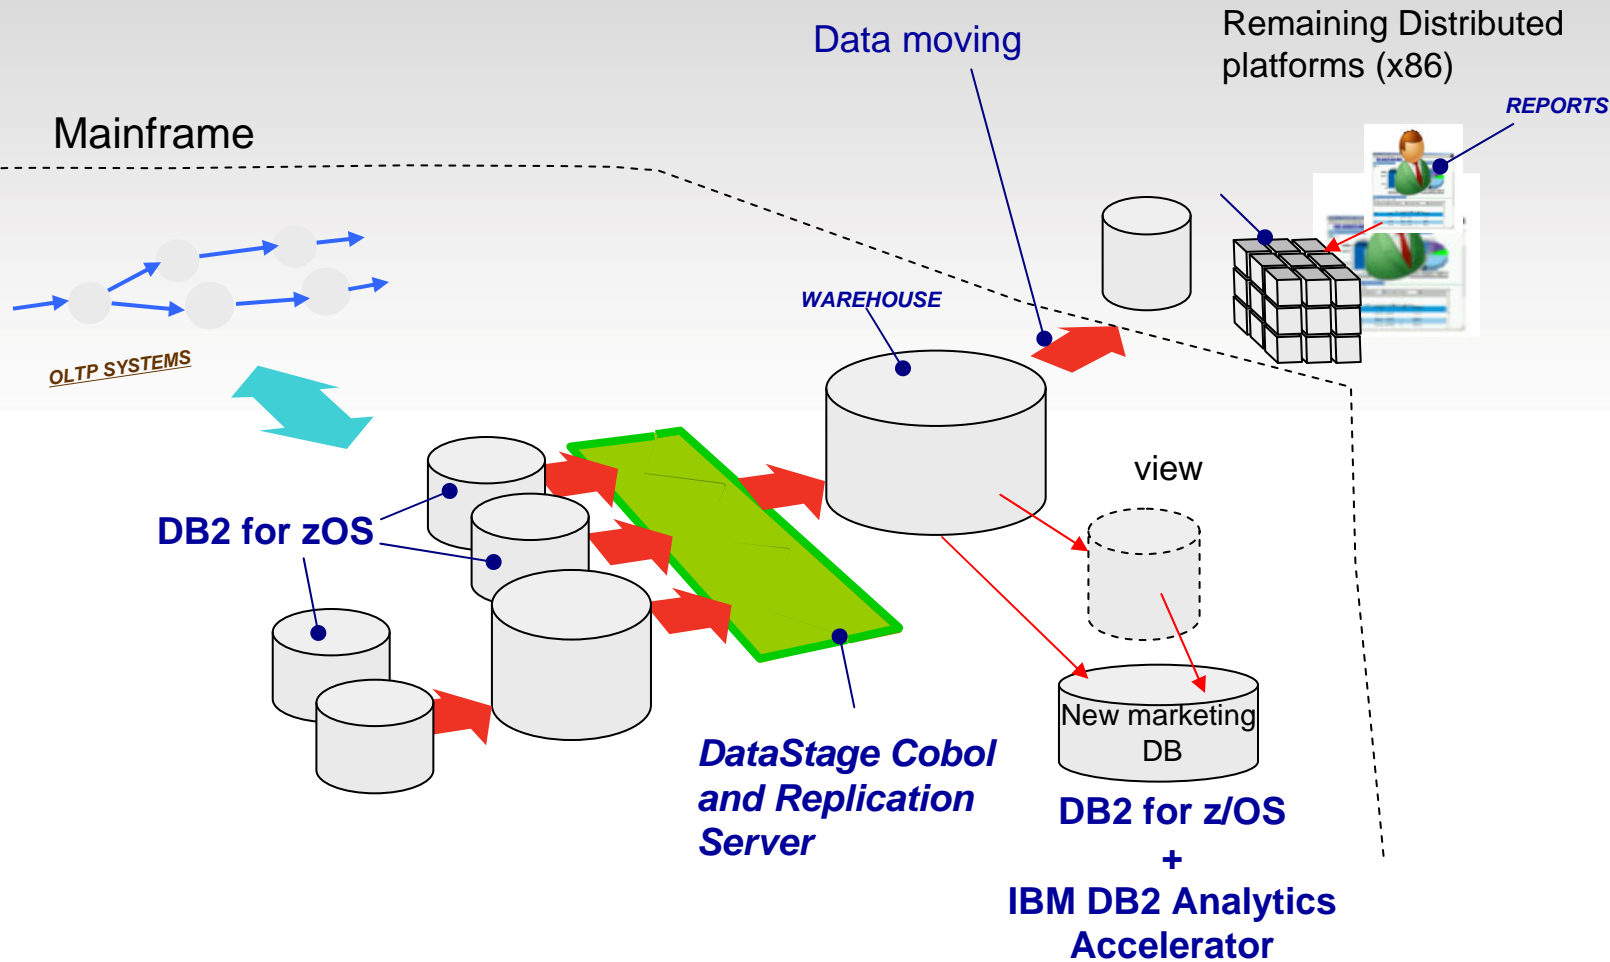 Remaining Distributed
platforms (x86)
Data moving
REPORTS
Mainframe
WAREHOUSE
OLTP SYSTEMS
view
DB2 for zOS
New marketing
DB
DataStage Cobol
and Replication
Server
DB2 for z/OS
+
IBM DB2 Analytics
Accelerator